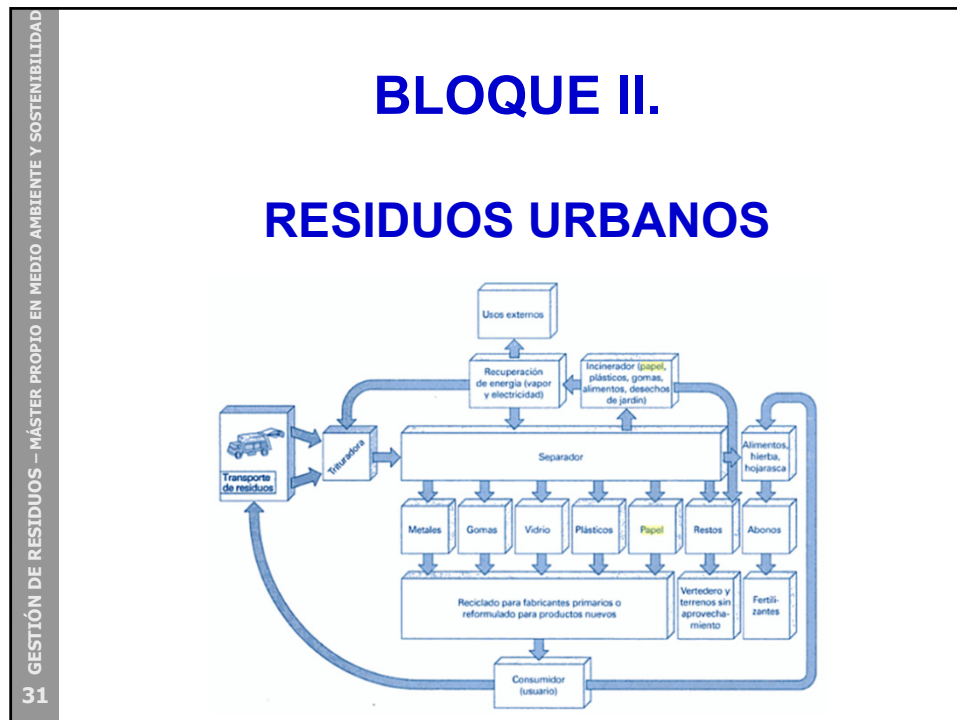 GESTIÓN DE RESIDUOS – MÁSTER PROPIO EN MEDIO AMBIENTE Y SOSTENIBILIDAD
BLOQUE II.
RESIDUOS URBANOS
Usos externos
Recuperación
de energía (vapor
y electricidad)
Incinerador (papel,
plásticos, gomas,
alimentos, desechos
de jardín)
Transporte
de residuos
Trituradora
Separador
Alimentos,
hierba,
hojarasca
Metales
Gomas
Vidrio
Plásticos
Papel
Restos
Abonos
Reciclado para fabricantes primarios o
reformulado para productos nuevos
Vertedero y
terrenos sin
aprovecha-
miento
Fertili-
zantes
Consumidor
(usuario)
31